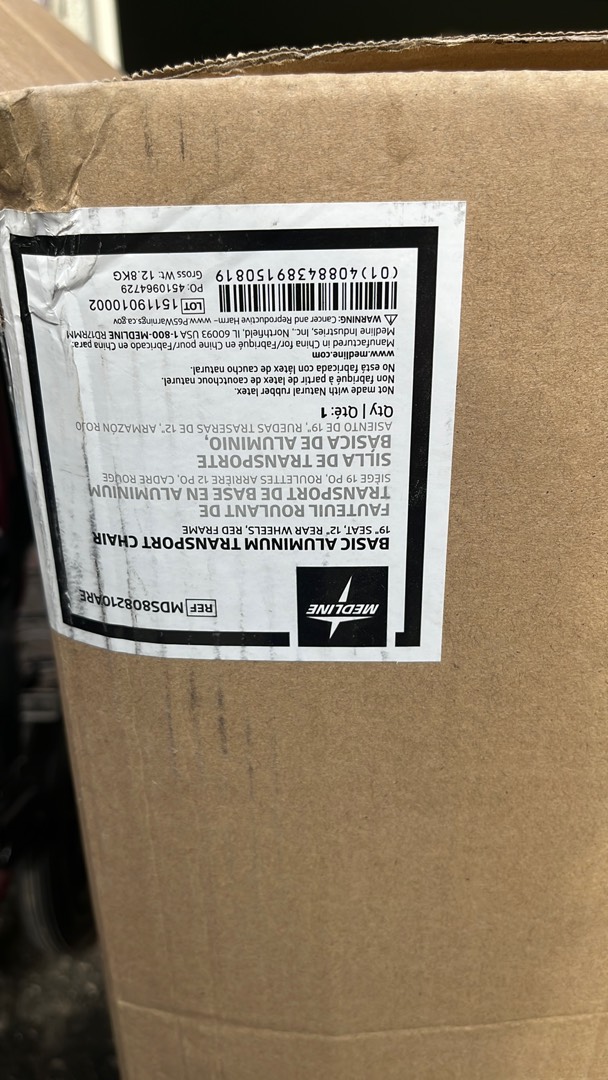 MEDLINE
REF MDS808210ARE
BASIC ALUMINUM TRANSPORT CHAIR
19" SEAT, 12" REAR WHEELS, RED FRAME
FAUTEUIL ROULANT DE
TRANSPORT DE BASE EN ALUMINIUM
SIÈGE 19 PO, ROULETTES ARRIÈRE 12 PO, CADRE ROUGE
SILLA DE TRANSPORTE
BÁSICA DE ALUMINIO,
ASIENTO DE 19", RUEDAS TRASERAS DE 12", ARMAZÓN ROJO
Qty | Qté: 1
Not made with natural rubber latex.
Non fabriqué à partir de latex de caoutchouc naturel.
No está fabricada con látex de caucho natural.
www.medline.com
Manufactured in China for/Fabriqué en Chine pour/Fabricado en China para:
Medline Industries, Inc., Northfield, IL 60093 USA 1-800-MEDLINE RD17RMM
⚠ WARNING: Cancer and Reproductive Harm- www.P65Warnings.ca.gov
LOT 15119010002
PO: 4510964729
Gross Wt: 12.8KG
(01)40884389150819